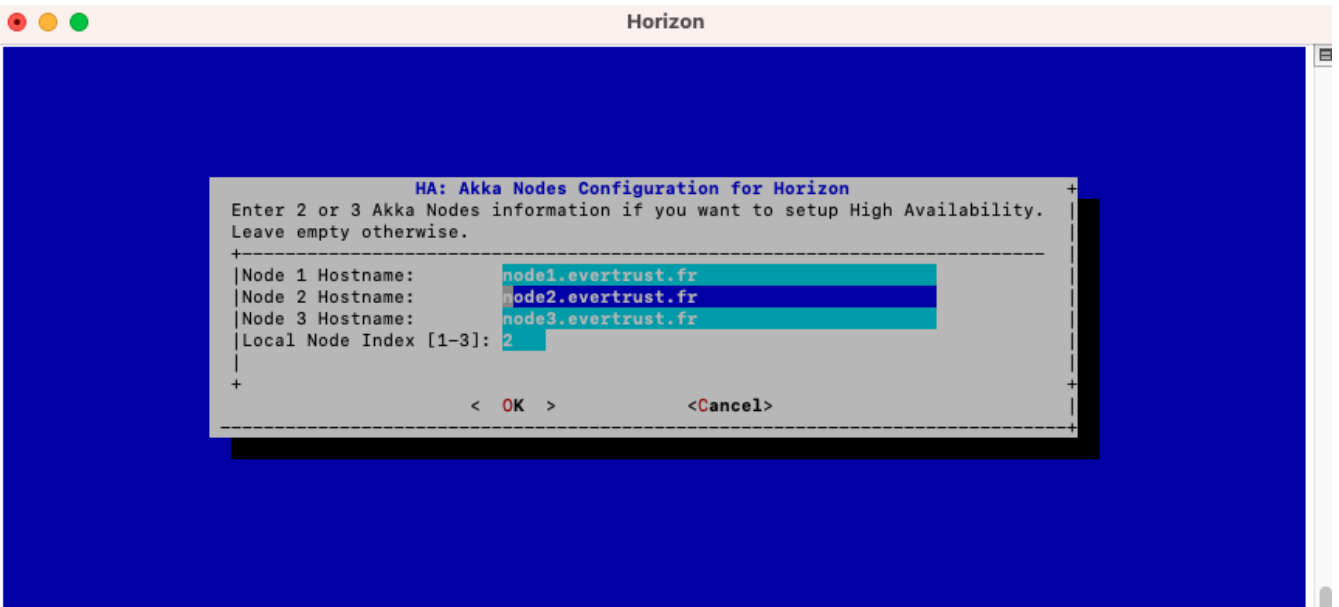 Horizon
HA: Akka Nodes Configuration for Horizon
Enter 2 or 3 Akka Nodes information if you want to setup High Availability.
Leave empty otherwise.
Node 1 Hostname: node1.evertrust.fr
Node 2 Hostname: node2.evertrust.fr
Node 3 Hostname: node3.evertrust.fr
Local Node Index [1-3]: 2
< OK > <Cancel>